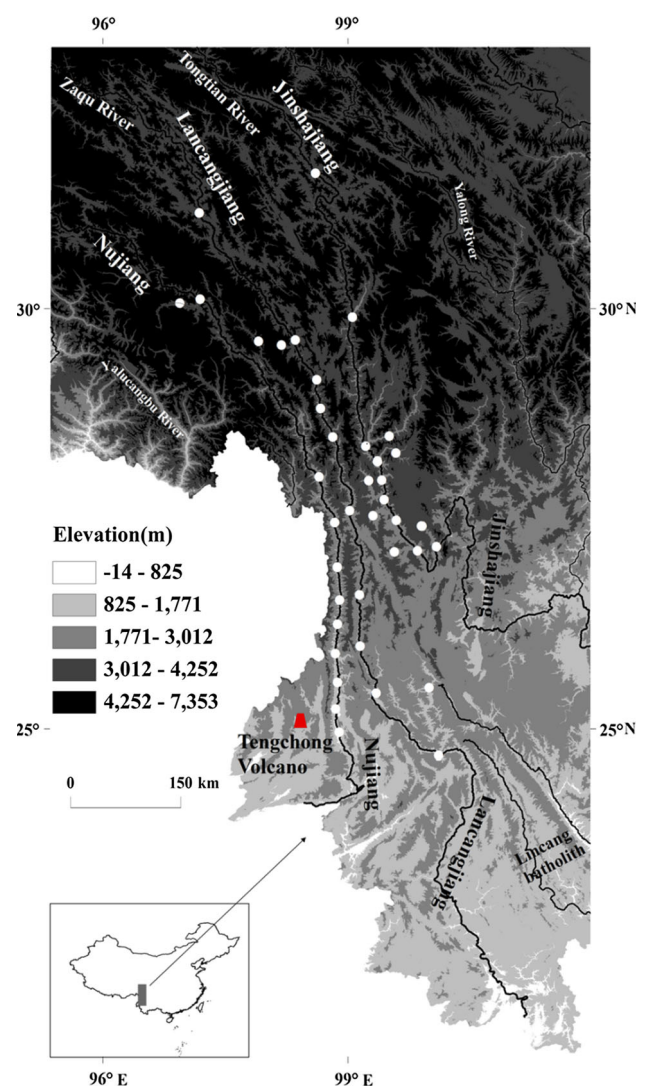 96°
99°
Zaqu River
Tongtian River
Jinshajiang
Lancangjiang
Yalong River
Nujiang
30°
30° N
Yalucangbu River
Elevation(m)
-14 - 825
825 - 1,771
1,771- 3,012
3,012 - 4,252
4,252 - 7,353
Jinshajiang
25°
25°N
Tengchong
Volcano
0
150 km
Nujiang
Lancangjiang
Lincang
batholith
96° E
99° E